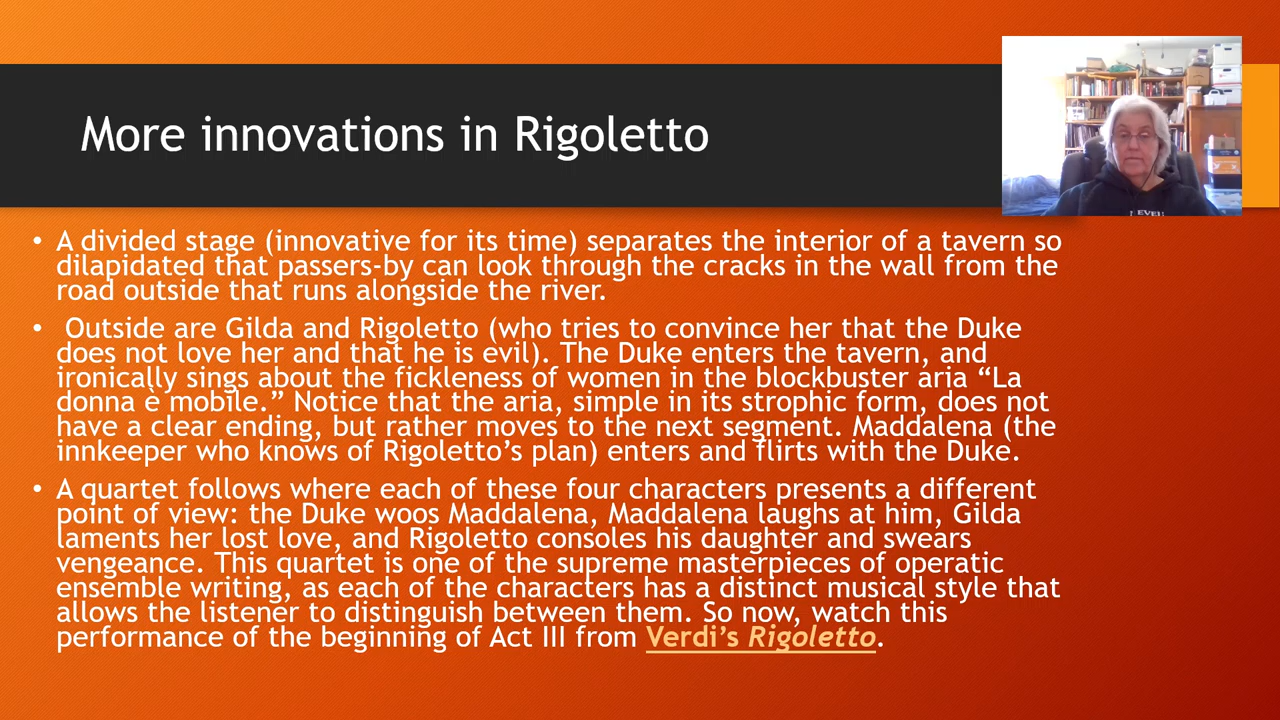 More innovations in Rigoletto
• A divided stage (innovative for its time) separates the interior of a tavern so
dilapidated that passers-by can look through the cracks in the wall from the
road outside that runs alongside the river.
• Outside are Gilda and Rigoletto (who tries to convince her that the Duke
does not love her and that he is evil). The Duke enters the tavern, and
ironically sings about the fickleness of women in the blockbuster aria “La
donna è mobile.” Notice that the aria, simple in its strophic form, does not
have a clear ending, but rather moves to the next segment. Maddalena (the
innkeeper who knows of Rigoletto’s plan) enters and flirts with the Duke.
• A quartet follows where each of these four characters presents a different
point of view: the Duke woos Maddalena, Maddalena laughs at him, Gilda
laments her lost love, and Rigoletto consoles his daughter and swears
vengeance. This quartet is one of the supreme masterpieces of operatic
ensemble writing, as each of the characters has a distinct musical style that
allows the listener to distinguish between them. So now, watch this
performance of the beginning of Act III from Verdi’s Rigoletto.